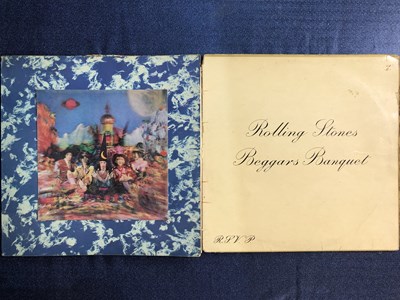 Rolling Stones
Beggars Banquet
R.S.V.P.